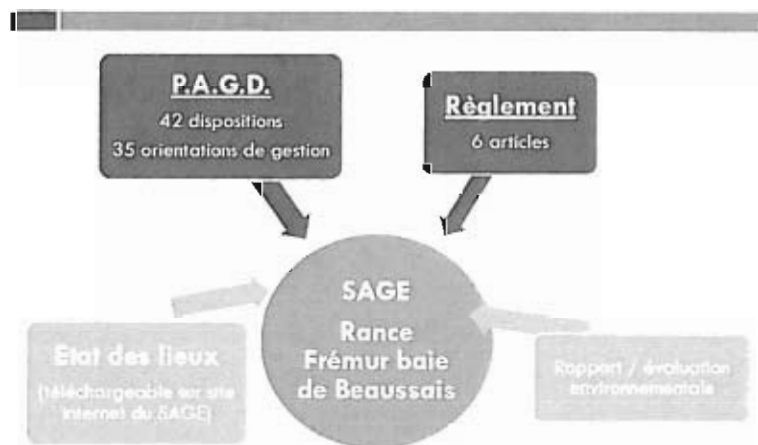 P.A.G.D.
42 dispositions
35 orientations de gestion
Règlement
6 articles
SAGE
Rance
Frémur baie
de Beaussais
Etat des lieux
(téléchargeable sur site
internet du SAGE)
Rapport / évaluation
environnementale